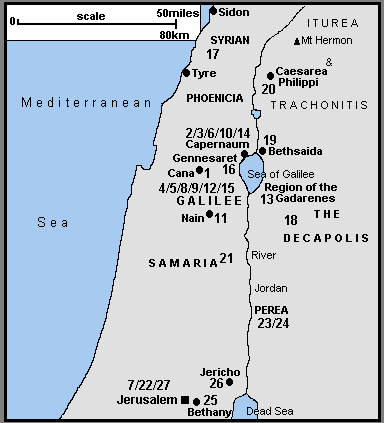 0 scale 50miles
80km
Sidon
ITUREA
SYRIAN
17
Mt Hermon
&
Tyre
Caesarea
Philippi
20
PHOENICIA
TRACHONITIS
Mediterranean
2/3/6/10/14
Capernaum
19
Bethsaida
Gennesaret
16
Cana 1
Sea of Galilee
4/5/8/9/12/15
Region of the
Gadarenes
13
GALILEE
Nain 11
18
THE
DECAPOLIS
Sea
SAMARIA 21
River
Jordan
PEREA
23/24
Jericho
26
7/22/27
Jerusalem
25
Bethany
Dead Sea